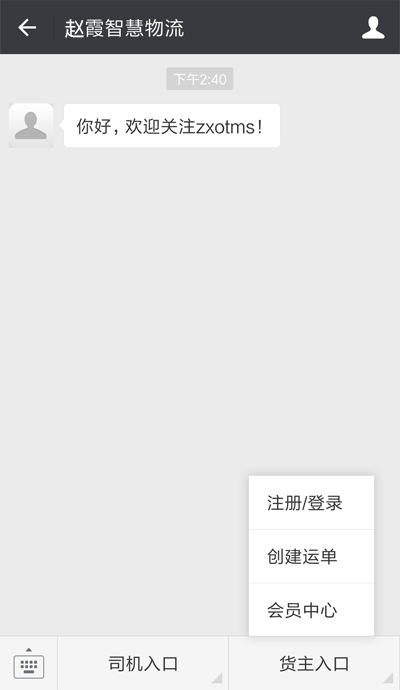 赵霞智慧物流
下午2:40
你好，欢迎关注zxotms！
注册/登录
创建运单
会员中心
司机入口
货主入口